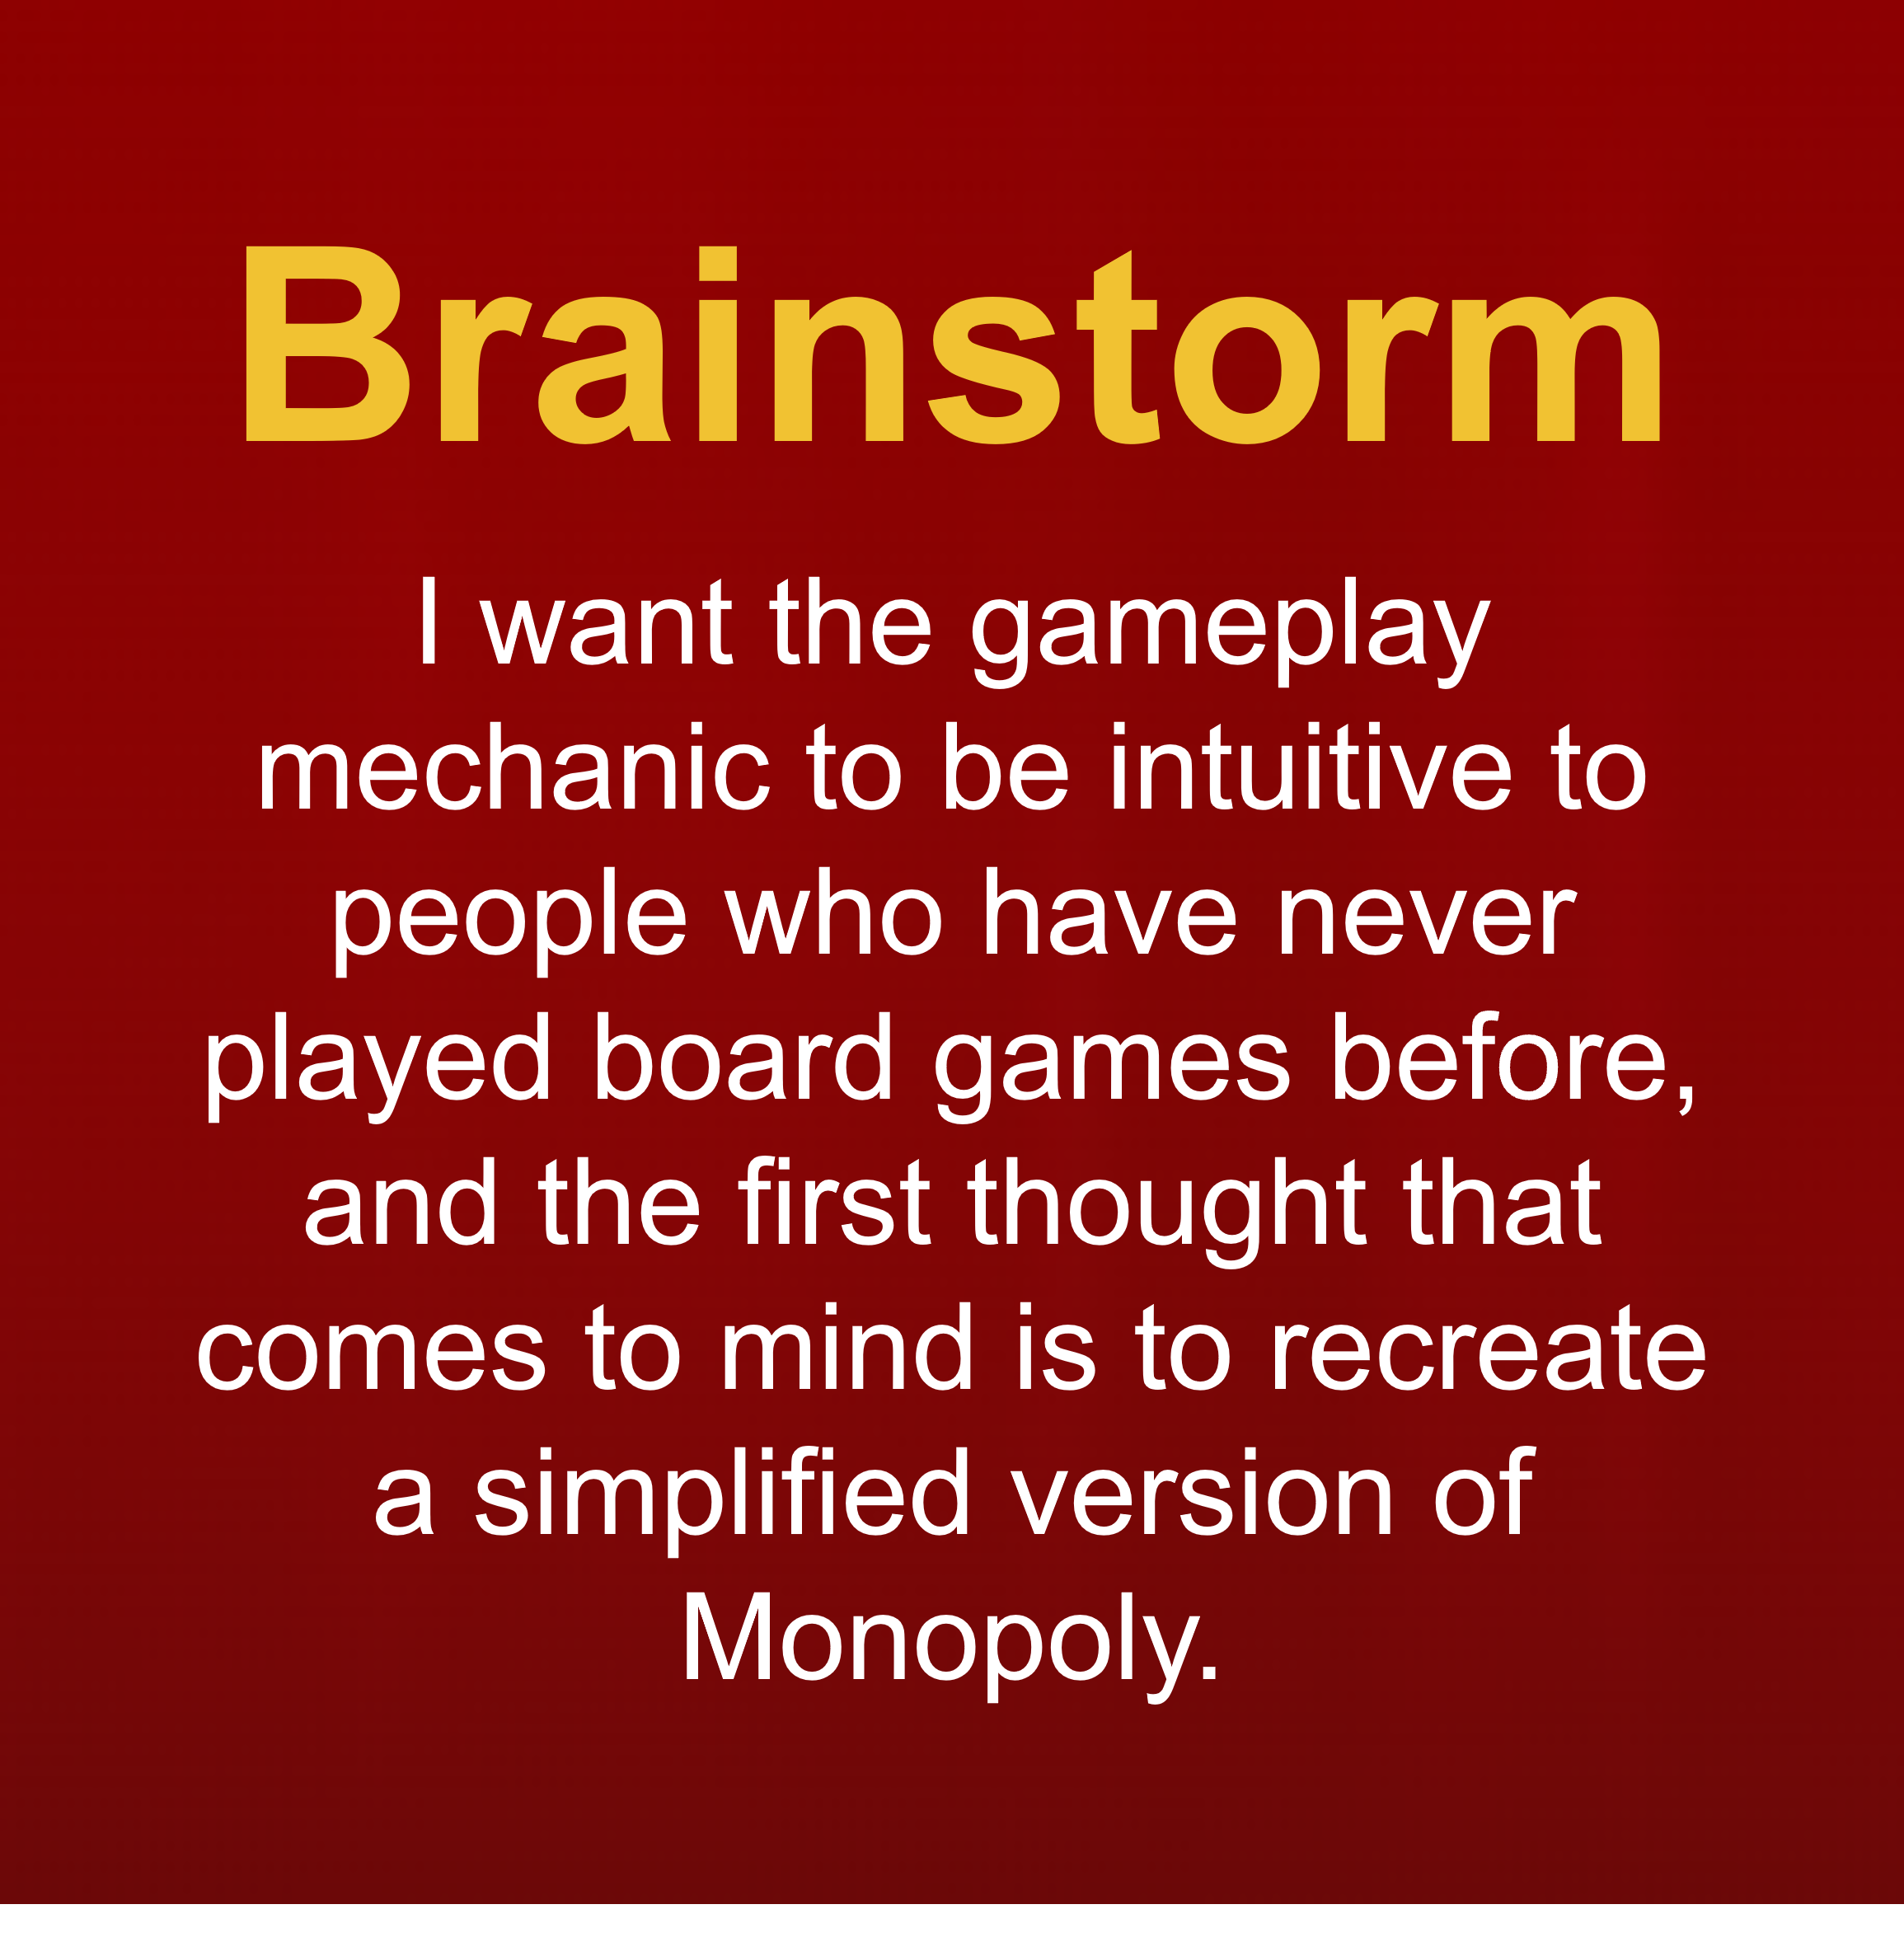 Brainstorm
I want the gameplay
mechanic to be intuitive to
people who have never
played board games before,
and the first thought that
comes to mind is to recreate
a simplified version of
Monopoly.